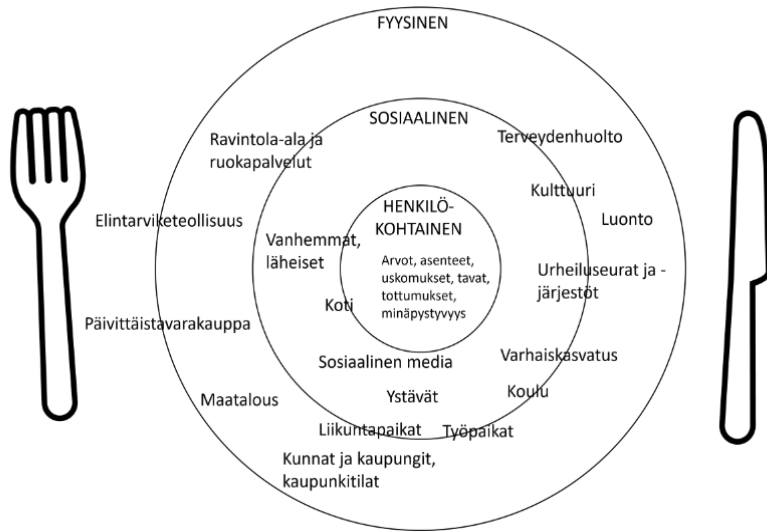 FYYSINEN
SOSIAALINEN
Ravintola-ala ja
ruokapalvelut
Terveydenhuolto
Kulttuuri
Luonto
Elintarviketeollisuus
HENKILÖ-
KOHTAINEN
Vanhemmat,
läheiset
Arvot, asenteet,
uskomukset, tavat,
tottumukset,
minäpystyvyys
Urheiluseurat ja -
järjestöt
Koti
Päivittäistavarakauppa
Sosiaalinen media
Varhaiskasvatus
Maatalous
Ystävät
Koulu
Liikuntapaikat
Työpaikat
Kunnat ja kaupungit,
kaupunkitilat